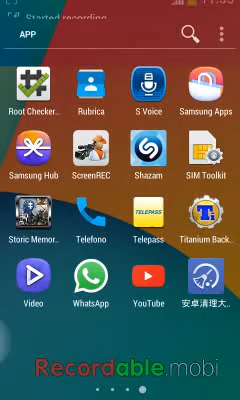 Started recording
APP
Root Checker..
Rubrica
S Voice
Samsung Apps
Samsung Hub
ScreenREC
Shazam
SIM Toolkit
Storic Memor..
Telefono
TELEPASS
Telepass
Titanium Back..
Video
WhatsApp
YouTube
安卓清理大..
Recordable.mobi